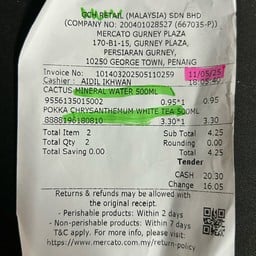 GCH RETAIL (MALAYSIA) SDN BHD
(COMPANY NO: 200401028527 (667035-P))
MERCATO GURNEY PLAZA
170-B1-15, GURNEY PLAZA,
PERSIARAN GURNEY,
10250 GEORGE TOWN, PENANG
Invoice No: 101403202505110259 11/05/25
Cashier : AIDIL IKHWAN
CACTUS MINERAL WATER 500ML
9556135015002 0.95*1 0.95
POKKA CHRYSANTHEMUM WHITE TEA 500ML
8888196180810 3.30*1 3.30
Total Item 2 Sub Total 4.25
Total Qty 2 Rounding 0.00
Total Saving 0.00 Total 4.25
Tender
CASH 20.30
Change 16.05
Returns & refunds may be allowed with
the original receipt.
- Perishable products: Within 2 days
- Non-perishable products: Within 7 days
T&C apply. For more info, please visit:
https://www.mercato.com.my/return-policy